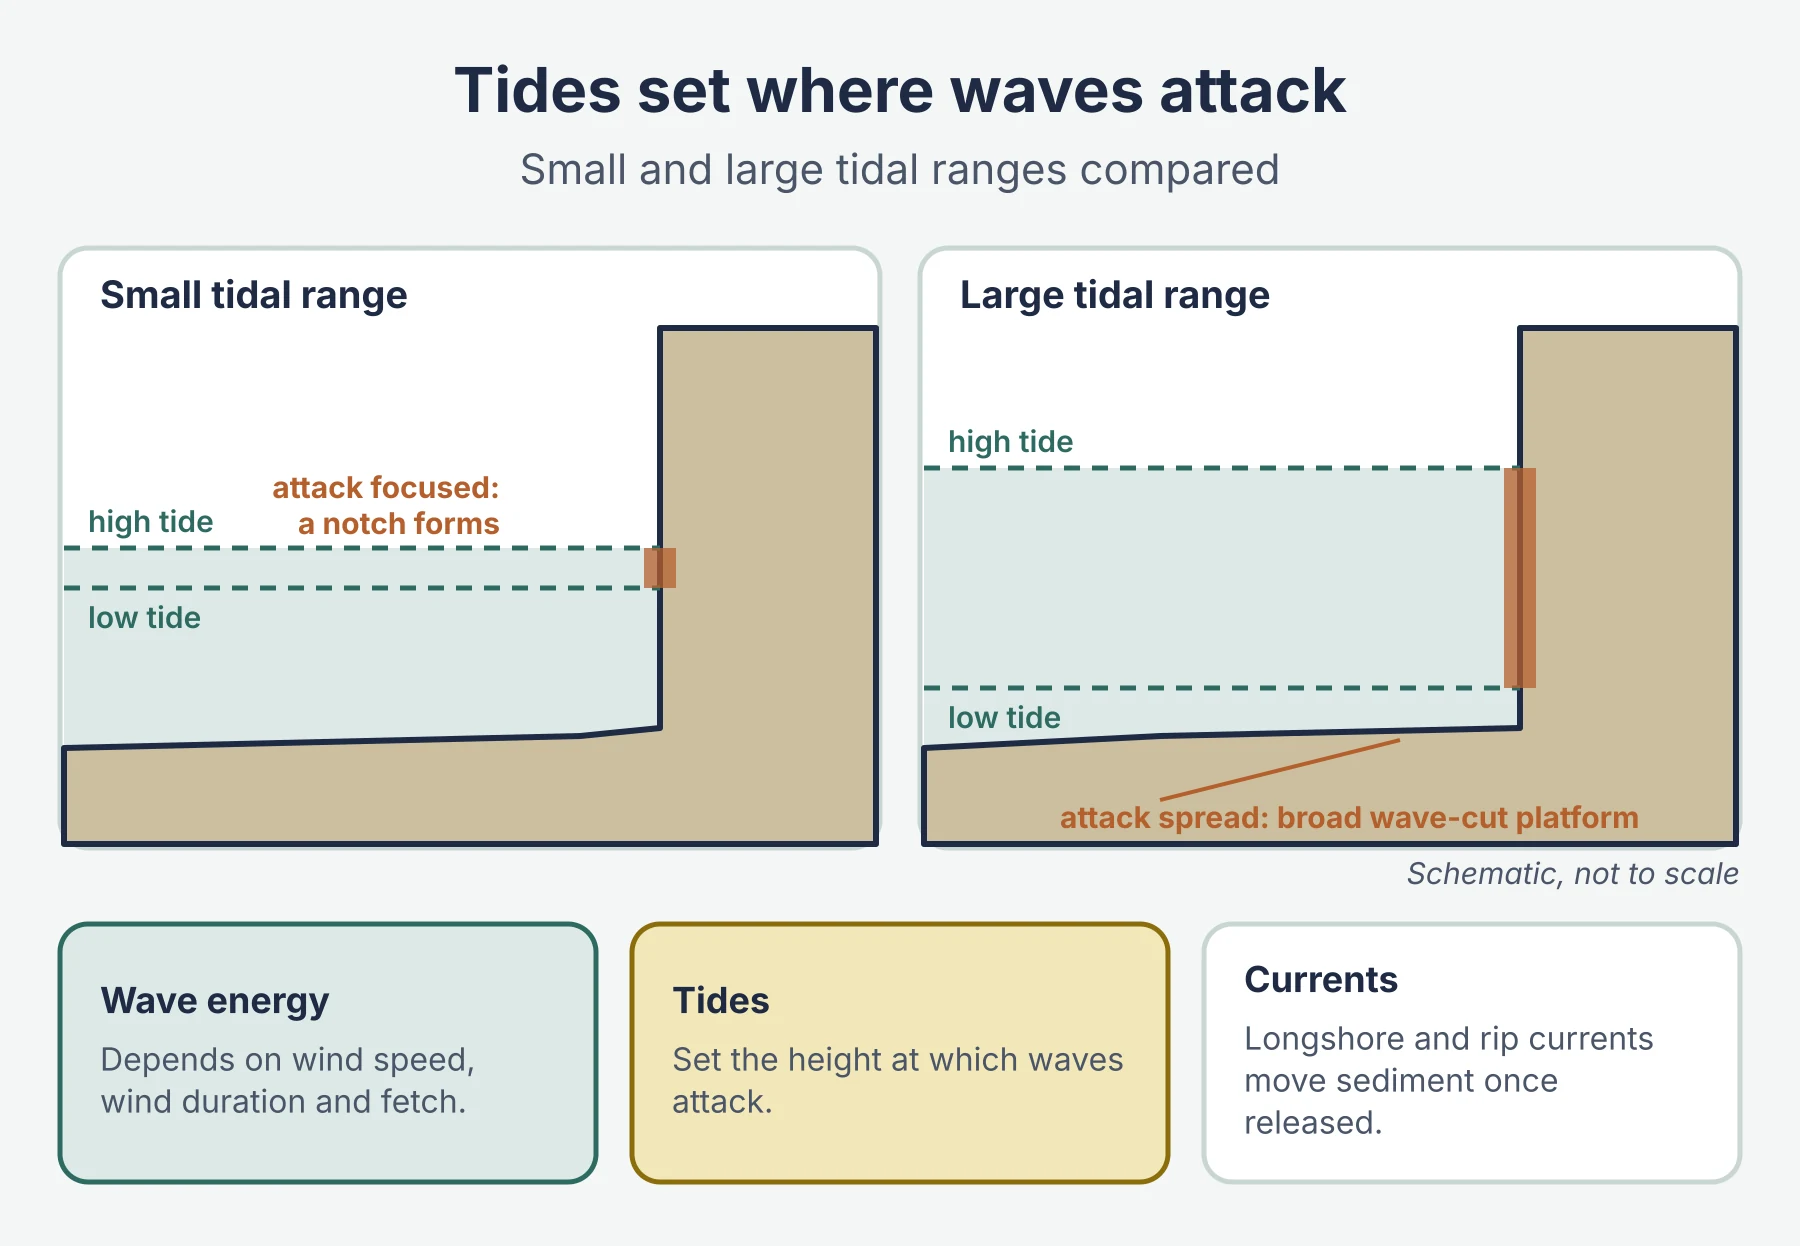 Tides set where waves attack
Small and large tidal ranges compared
Small tidal range
attack focused:
a notch forms
high tide
low tide
Large tidal range
high tide
low tide
attack spread: broad wave-cut platform
Schematic, not to scale
Wave energy
Depends on wind speed,
wind duration and fetch.
Tides
Set the height at which waves
attack.
Currents
Longshore and rip currents
move sediment once
released.